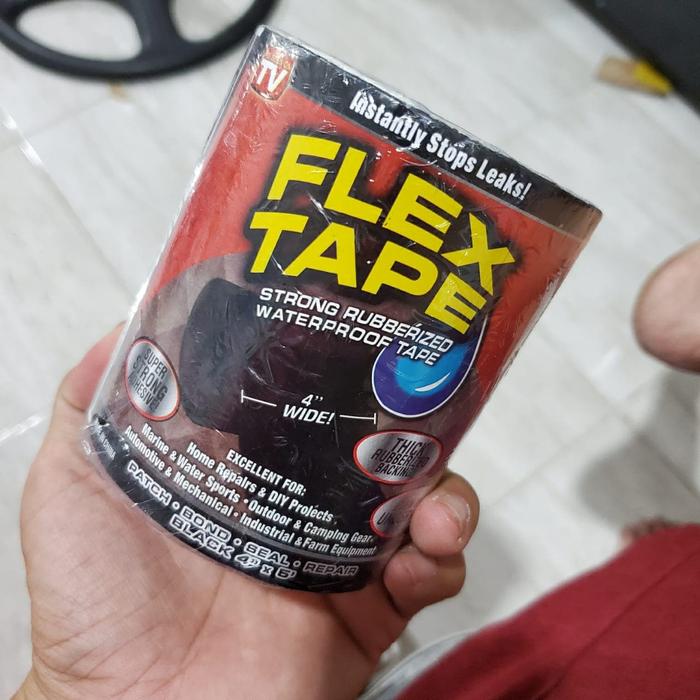 TV
Instantly Stops Leaks!
FLEX
TAPE
STRONG RUBBERIZED
WATERPROOF TAPE
SUPER
STRONG
ADHESIVE
4"
WIDE!
THICK
RUBBERIZED
BACKING
EXCELLENT FOR:
Home Repairs & DIY Projects
Marine & Water Sports • Outdoor & Camping Gear
Automotive & Mechanical • Industrial & Farm Equipment
PATCH • BOND • SEAL • REPAIR
BLACK 4" x 5'